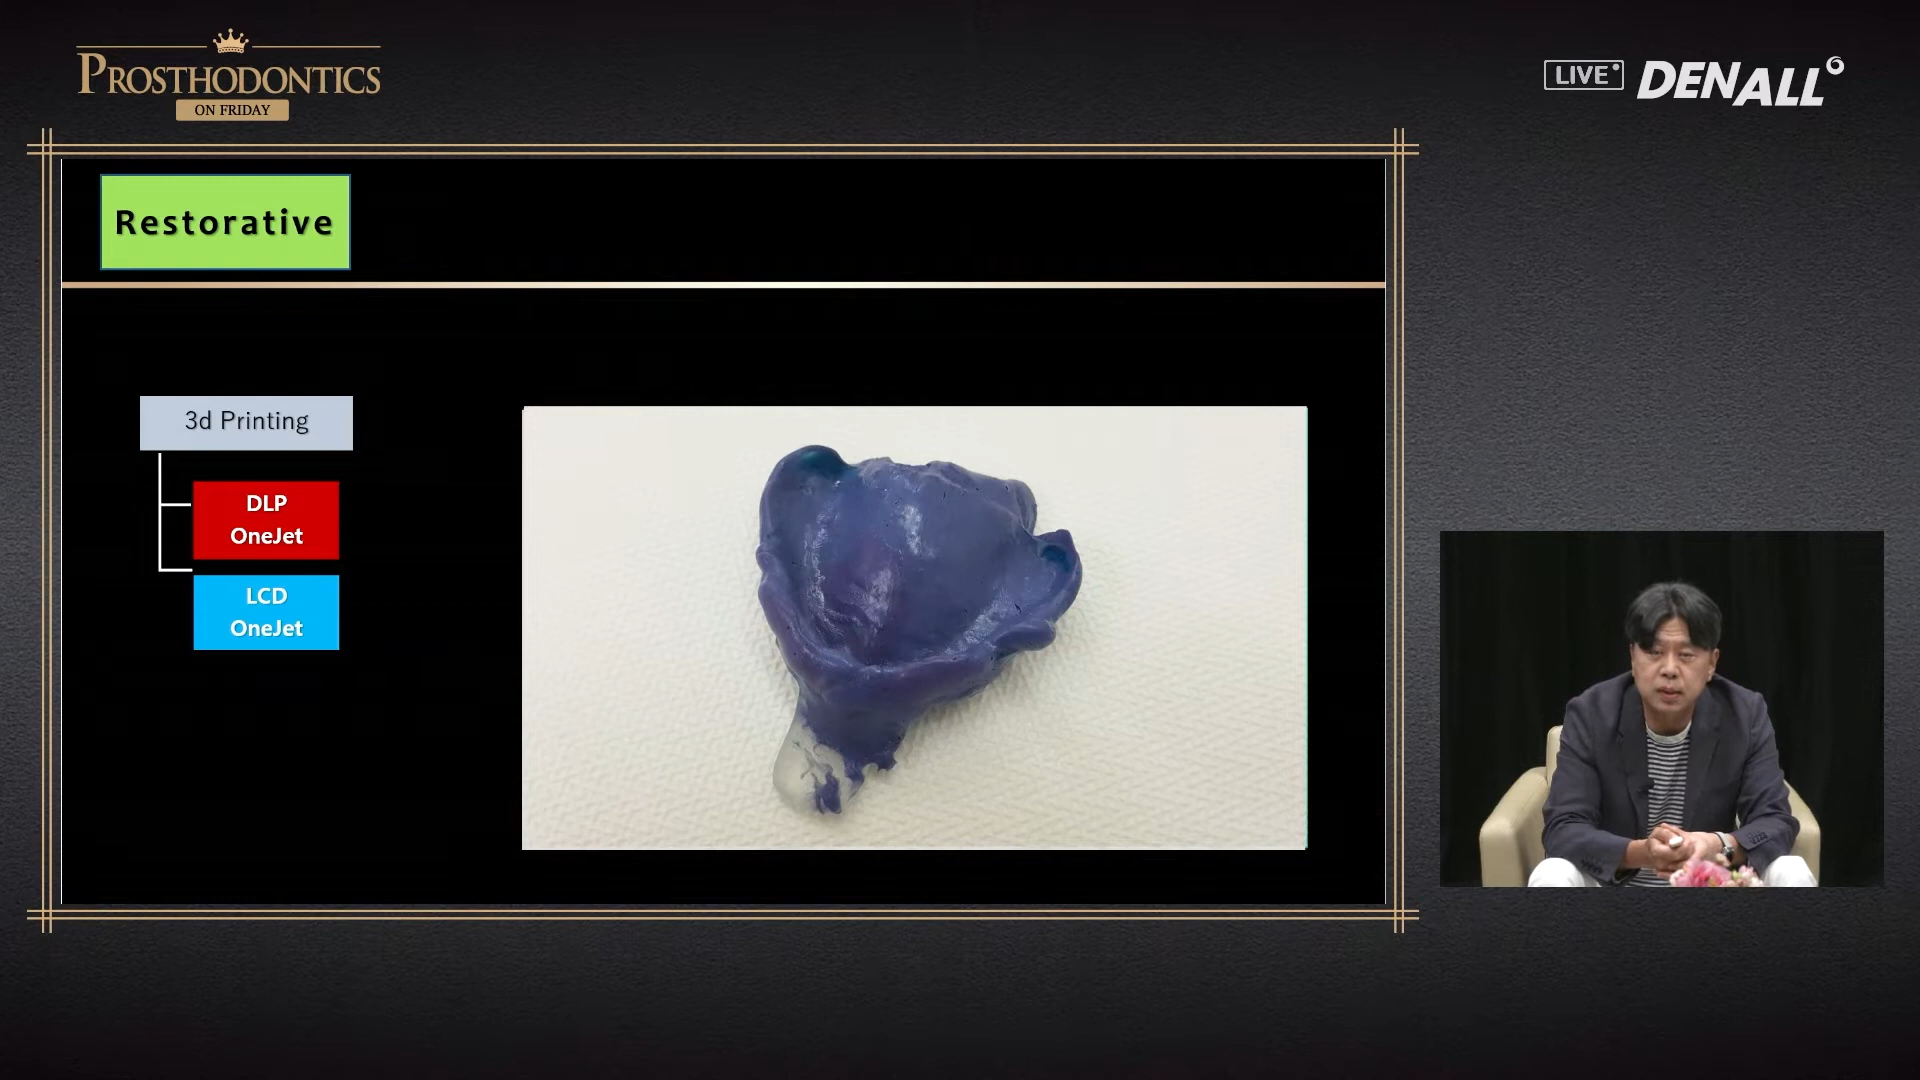 PROSTHODONTICS
ON FRIDAY
LIVE
DENALL
Restorative
3d Printing
DLP
OneJet
LCD
OneJet